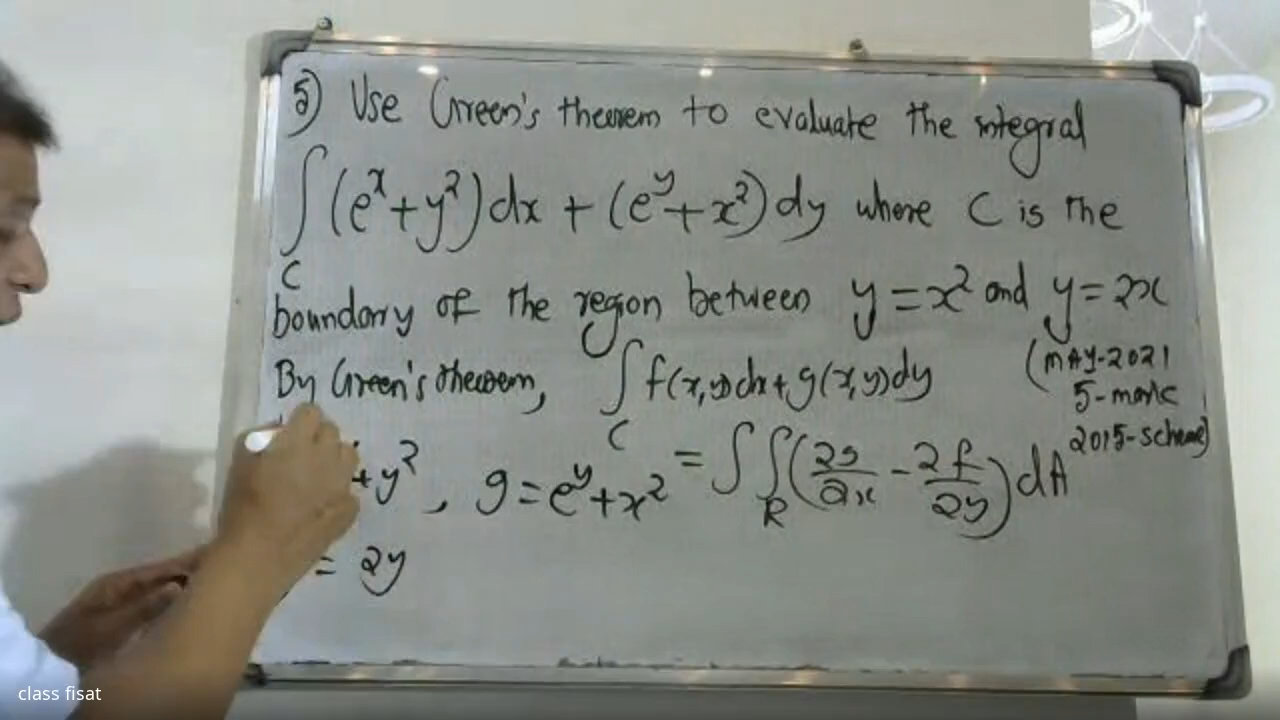 5) Use Green's theorem to evaluate the integral
∫ (e^x + y^2) dx + (e^y + x^2) dy where C is the
C
boundary of the region between y = x^2 and y = 2x
By Green's theorem, ∫ f(x,y)dx + g(x,y)dy
C
(MAY-2021
5-mark
2015-scheme)
+ y^2 , g = e^y + x^2
= ∫∫ (∂g/∂x - ∂f/∂y) dA
R
= 2y
class fisat